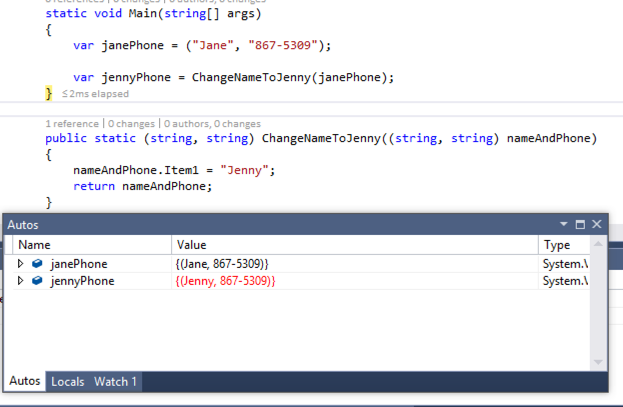 0 references | 0 changes | 0 authors, 0 changes
static void Main(string[] args)
{
var janePhone = ("Jane", "867-5309");
var jennyPhone = ChangeNameToJenny(janePhone);
} ≤2ms elapsed
1 reference | 0 changes | 0 authors, 0 changes
public static (string, string) ChangeNameToJenny((string, string) nameAndPhone)
{
nameAndPhone.Item1 = "Jenny";
return nameAndPhone;
}
Autos
Name Value Type
janePhone {(Jane, 867-5309)} System.\
jennyPhone {(Jenny, 867-5309)} System.\
Autos Locals Watch 1